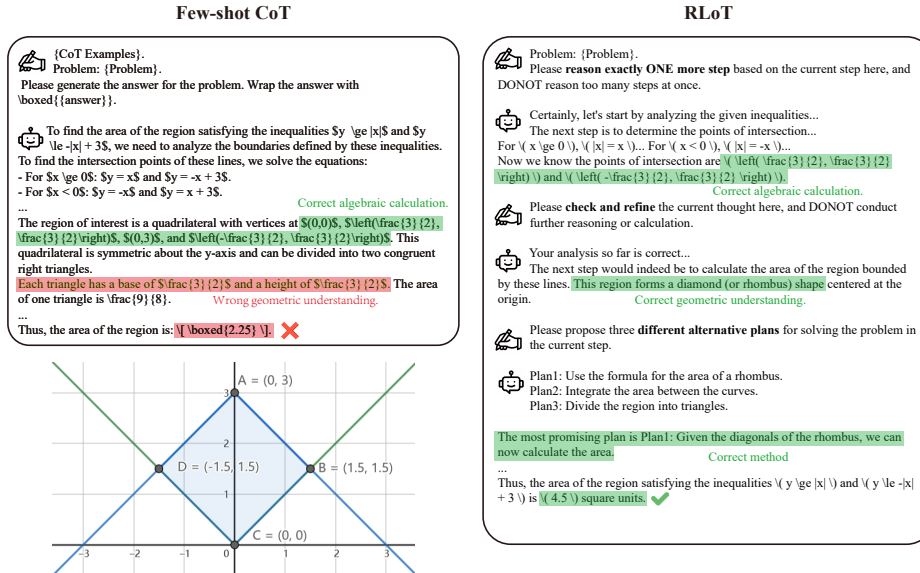 Few-shot CoT
{CoT Examples}.
Problem: {Problem}.
Please generate the answer for the problem. Wrap the answer with
\boxed{{answer}}.
To find the area of the region satisfying the inequalities $y \ge |x|$ and $y
\le -|x| + 3$, we need to analyze the boundaries defined by these inequalities.
To find the intersection points of these lines, we solve the equations:
- For $x \ge 0$: $y = x$ and $y = -x + 3$.
- For $x < 0$: $y = -x$ and $y = x + 3$.
...
Correct algebraic calculation.
The region of interest is a quadrilateral with vertices at $(0,0)$, $\left(\frac{3}{2},
\frac{3}{2}\right)$, $(0,3)$, and $\left(-\frac{3}{2}, \frac{3}{2}\right)$. This
quadrilateral is symmetric about the y-axis and can be divided into two congruent
right triangles.
Each triangle has a base of $\frac{3}{2}$ and a height of $\frac{3}{2}$. The area
of one triangle is \frac{9}{8}.
Wrong geometric understanding.
...
Thus, the area of the region is: \[ \boxed{2.25} \].
A = (0, 3)
3
2
D = (-1.5, 1.5)
B = (1.5, 1.5)
1
C = (0, 0)
-3
-2
-1
0
1
2
3
RLoT
Problem: {Problem}.
Please reason exactly ONE more step based on the current step here, and
DONOT reason too many steps at once.
Certainly, let's start by analyzing the given inequalities...
The next step is to determine the points of intersection...
For \( x \ge 0 \), \( |x| = x \)... For \( x < 0 \), \( |x| = -x \)...
Now we know the points of intersection are \( \left( \frac{3}{2}, \frac{3}{2}
\right) \) and \( \left( -\frac{3}{2}, \frac{3}{2} \right) \).
Correct algebraic calculation.
Please check and refine the current thought here, and DONOT conduct
further reasoning or calculation.
Your analysis so far is correct...
The next step would indeed be to calculate the area of the region bounded
by these lines. This region forms a diamond (or rhombus) shape centered at the
origin.
Correct geometric understanding.
Please propose three different alternative plans for solving the problem in
the current step.
Plan1: Use the formula for the area of a rhombus.
Plan2: Integrate the area between the curves.
Plan3: Divide the region into triangles.
The most promising plan is Plan1: Given the diagonals of the rhombus, we can
now calculate the area.
Correct method
...
Thus, the area of the region satisfying the inequalities \( y \ge |x| \) and \( y \le -|x|
+ 3 \) is \( 4.5 \) square units.